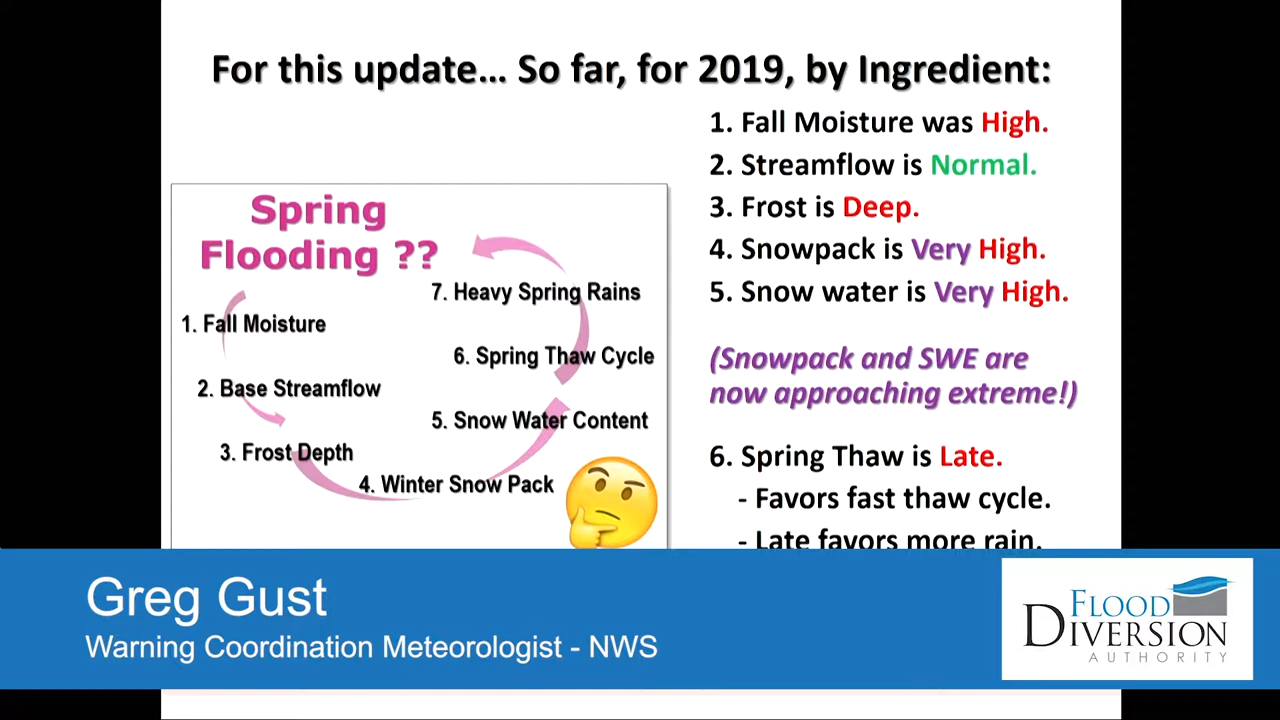 For this update... So far, for 2019, by Ingredient:
1. Fall Moisture was High.
2. Streamflow is Normal.
3. Frost is Deep.
4. Snowpack is Very High.
5. Snow water is Very High.
(Snowpack and SWE are
now approaching extreme!)
6. Spring Thaw is Late.
- Favors fast thaw cycle.
- Late favors more rain.
Spring
Flooding ??
7. Heavy Spring Rains
1. Fall Moisture
6. Spring Thaw Cycle
2. Base Streamflow
5. Snow Water Content
3. Frost Depth
4. Winter Snow Pack
Greg Gust
Warning Coordination Meteorologist - NWS
FLOOD
DIVERSION
AUTHORITY